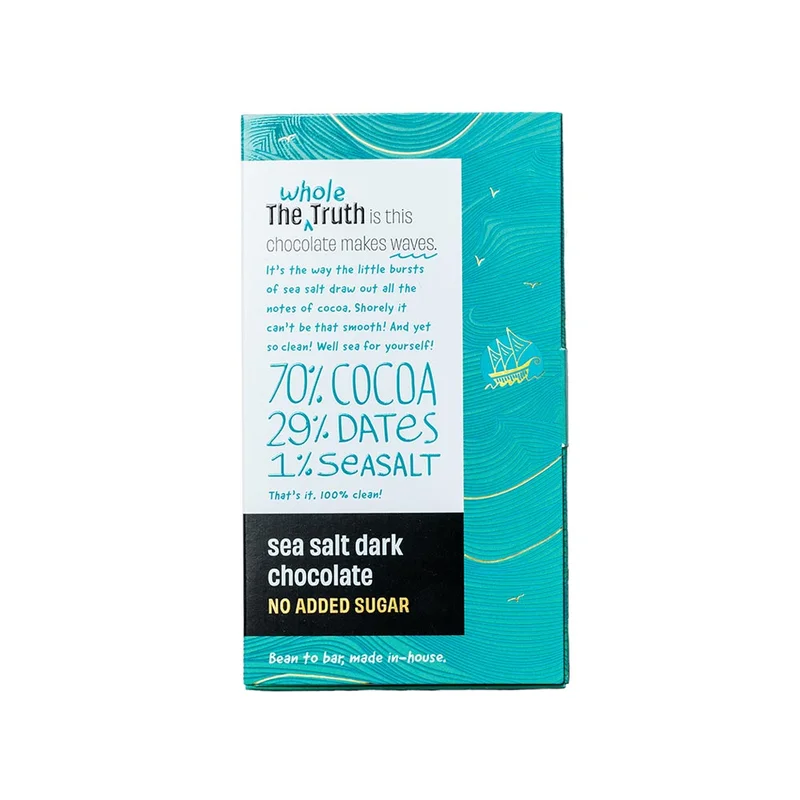 whole
The Truth is this
chocolate makes waves.
It's the way the little bursts
of sea salt draw out all the
notes of cocoa. Shorely it
can't be that smooth! And yet
so clean! Well sea for yourself!
70% COCOA
29% DATeS
1% SeASALT
That's it. 100% clean!
sea salt dark
chocolate
NO ADDED SUGAR
Bean to bar, made in-house.